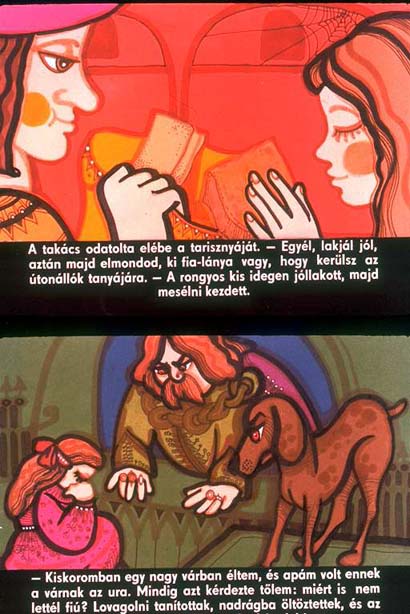 A takács odatolta elébe a tarisznyáját. — Egyél, lakjál jól,
aztán majd elmondod, ki fia-lánya vagy, hogy kerülsz az
útonállók tanyájára. — A rongyos kis idegen jóllakott, majd
mesélni kezdett.
— Kiskoromban egy nagy várban éltem, és apám volt ennek
a várnak az ura. Mindig azt kérdezte tőlem: miért is nem
lettél fiú? Lovagolni tanítottak, nadrágba öltöztettek, és az